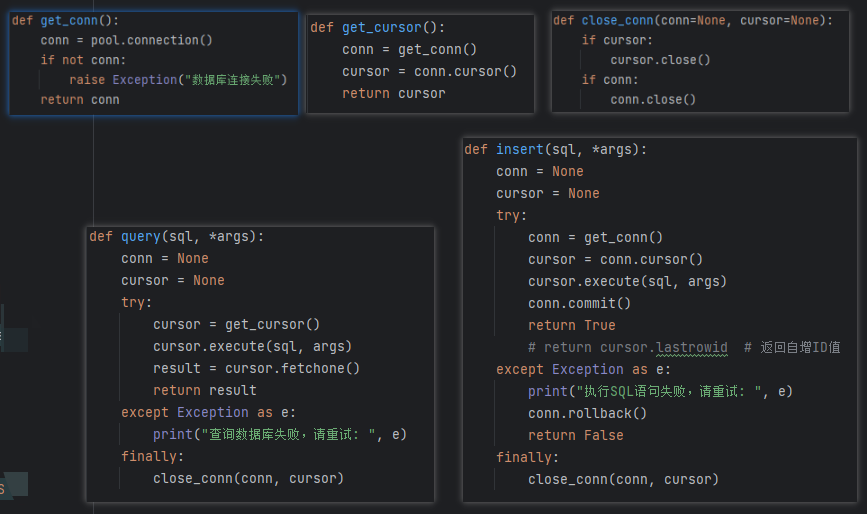 def get_conn():
    conn = pool.connection()
    if not conn:
        raise Exception("数据库连接失败")
    return conn
def get_cursor():
    conn = get_conn()
    cursor = conn.cursor()
    return cursor
def close_conn(conn=None, cursor=None):
    if cursor:
        cursor.close()
    if conn:
        conn.close()
def query(sql, *args):
    conn = None
    cursor = None
    try:
        cursor = get_cursor()
        cursor.execute(sql, args)
        result = cursor.fetchone()
        return result
    except Exception as e:
        print("查询数据库失败，请重试: ", e)
    finally:
        close_conn(conn, cursor)
def insert(sql, *args):
    conn = None
    cursor = None
    try:
        conn = get_conn()
        cursor = conn.cursor()
        cursor.execute(sql, args)
        conn.commit()
        return True
        # return cursor.lastrowid  # 返回自增ID值
    except Exception as e:
        print("执行SQL语句失败，请重试: ", e)
        conn.rollback()
        return False
    finally:
        close_conn(conn, cursor)